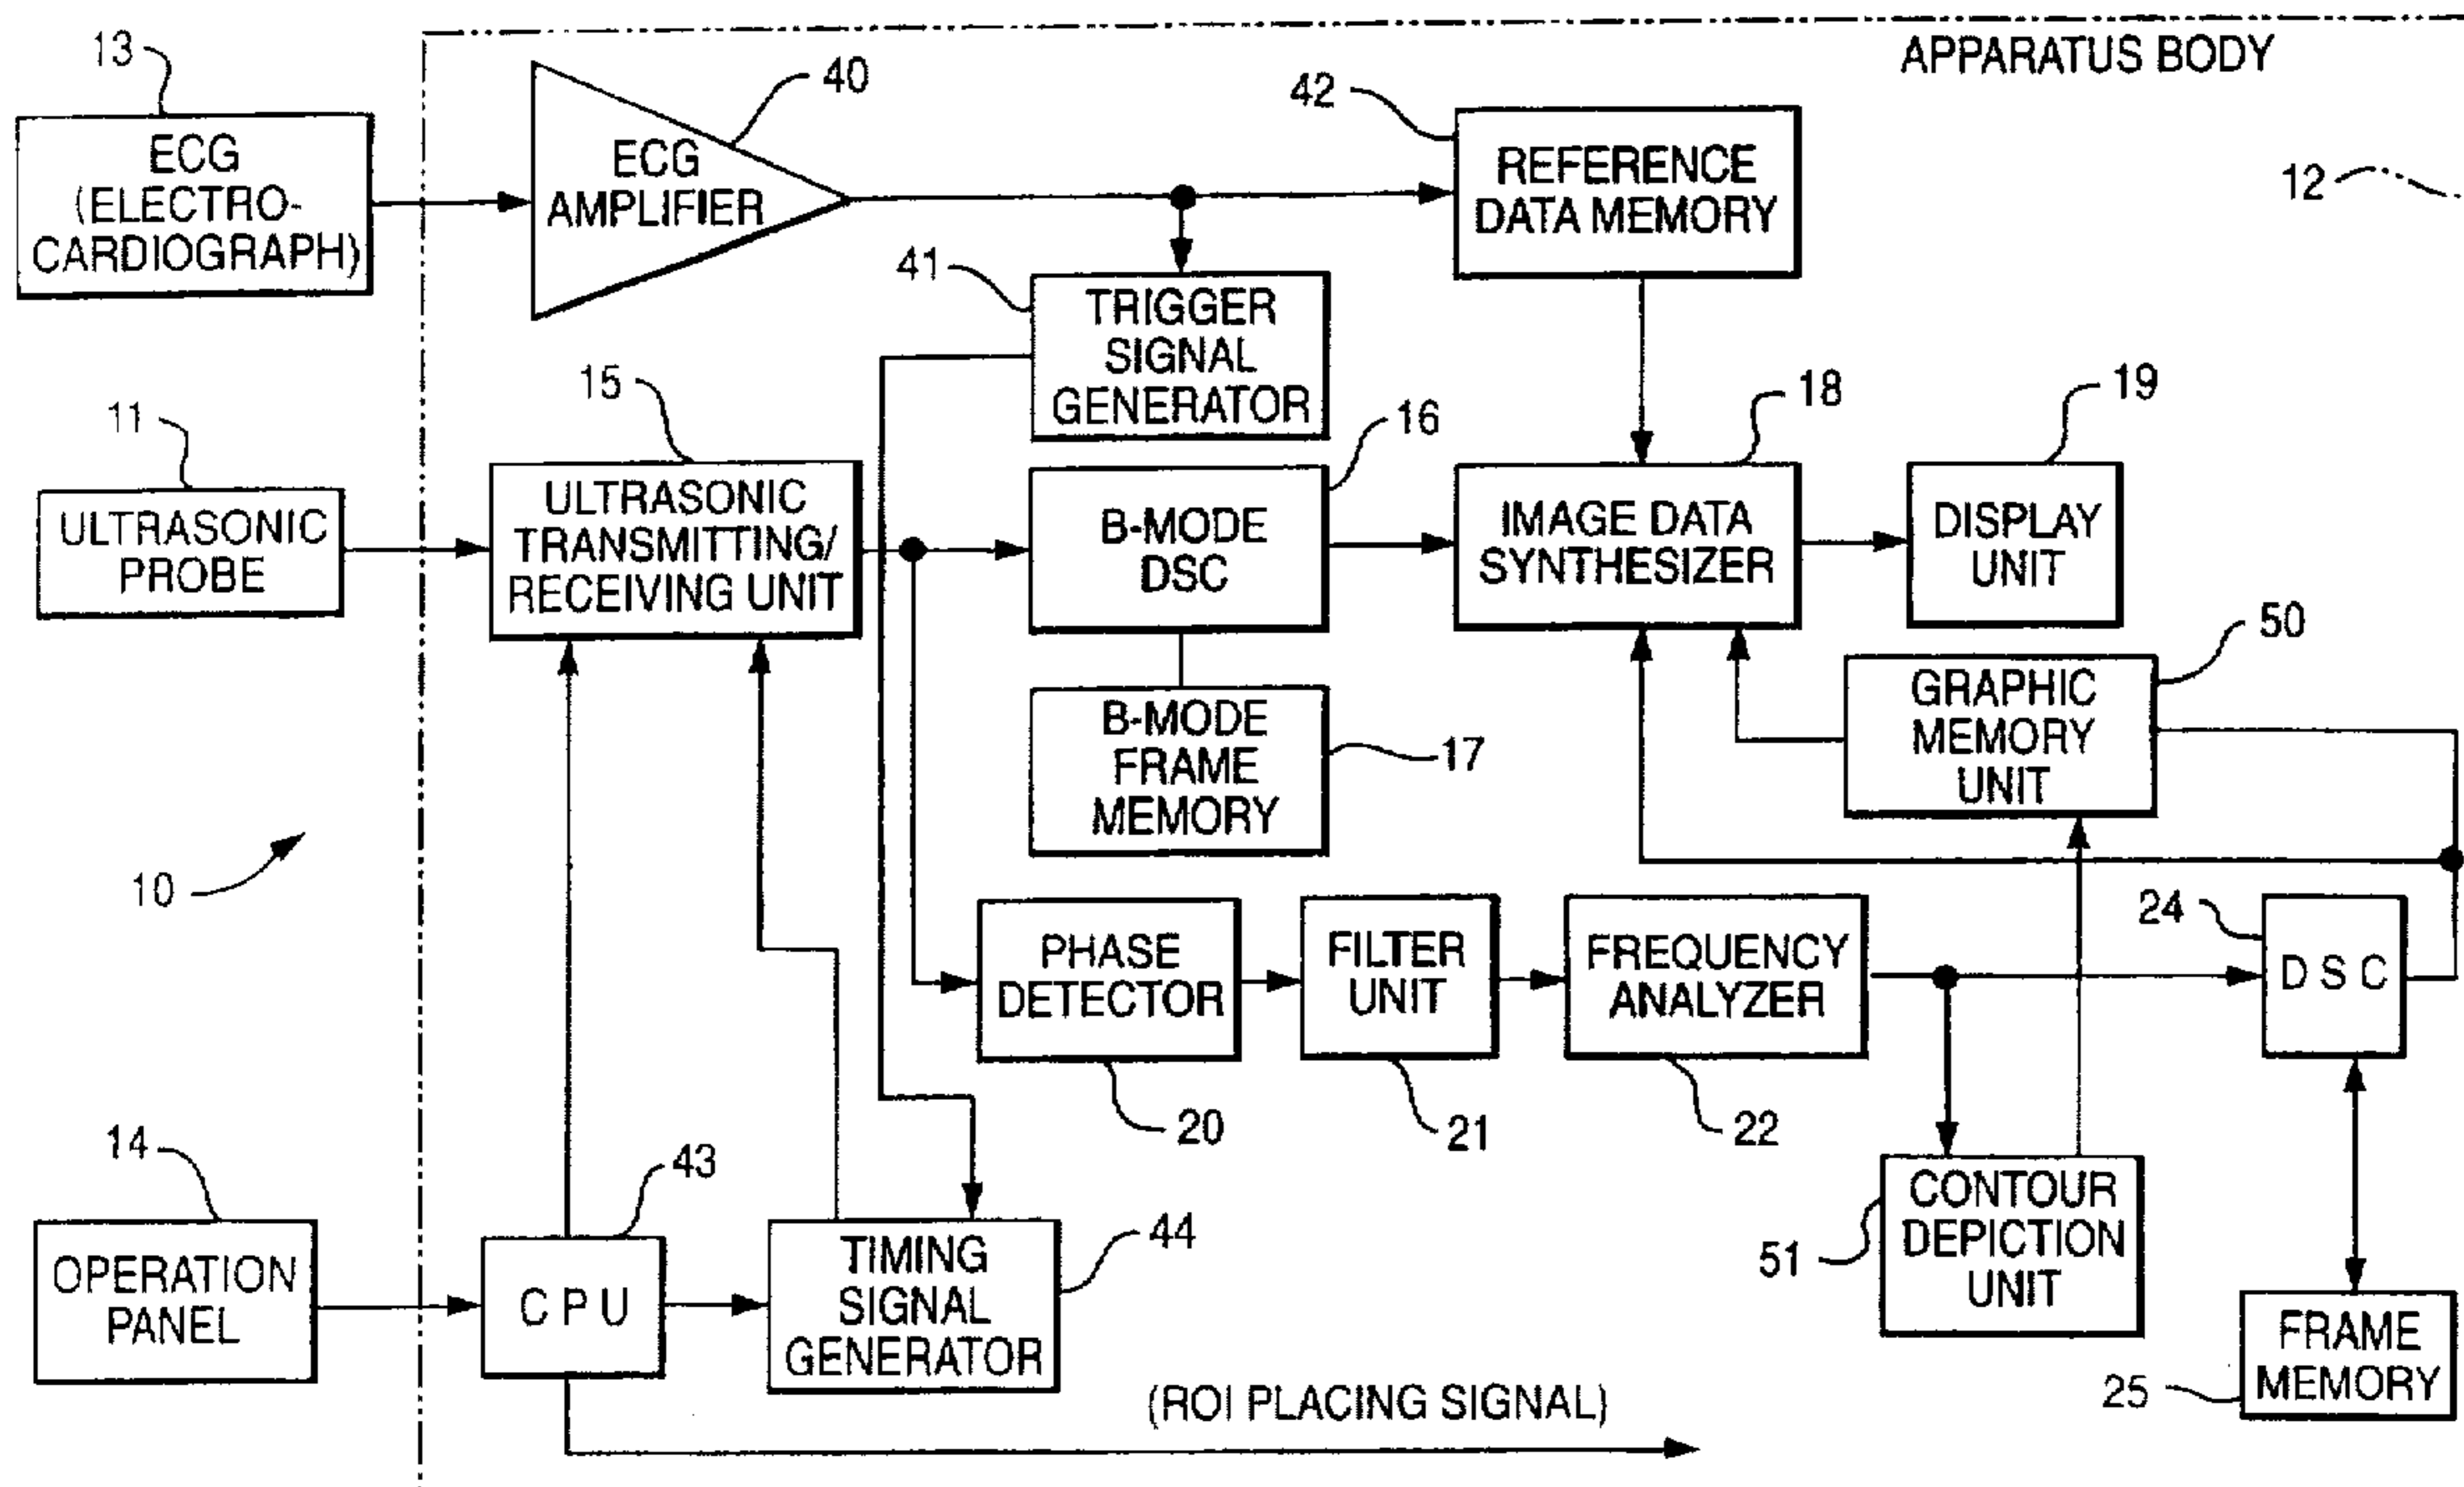 APPARATUS BODY
12
13
ECG
(ELECTRO-
CARDIOGRAPH)
40
ECG
AMPLIFIER
42
REFERENCE
DATA MEMORY
41
TRIGGER
SIGNAL
GENERATOR
11
ULTRASONIC
PROBE
15
ULTRASONIC
TRANSMITTING/
RECEIVING UNIT
16
B-MODE
DSC
18
IMAGE DATA
SYNTHESIZER
19
DISPLAY
UNIT
17
B-MODE
FRAME
MEMORY
50
GRAPHIC
MEMORY
UNIT
10
20
PHASE
DETECTOR
21
FILTER
UNIT
22
FREQUENCY
ANALYZER
24
DSC
14
OPERATION
PANEL
43
CPU
44
TIMING
SIGNAL
GENERATOR
51
CONTOUR
DEPICTION
UNIT
25
FRAME
MEMORY
(ROI PLACING SIGNAL)